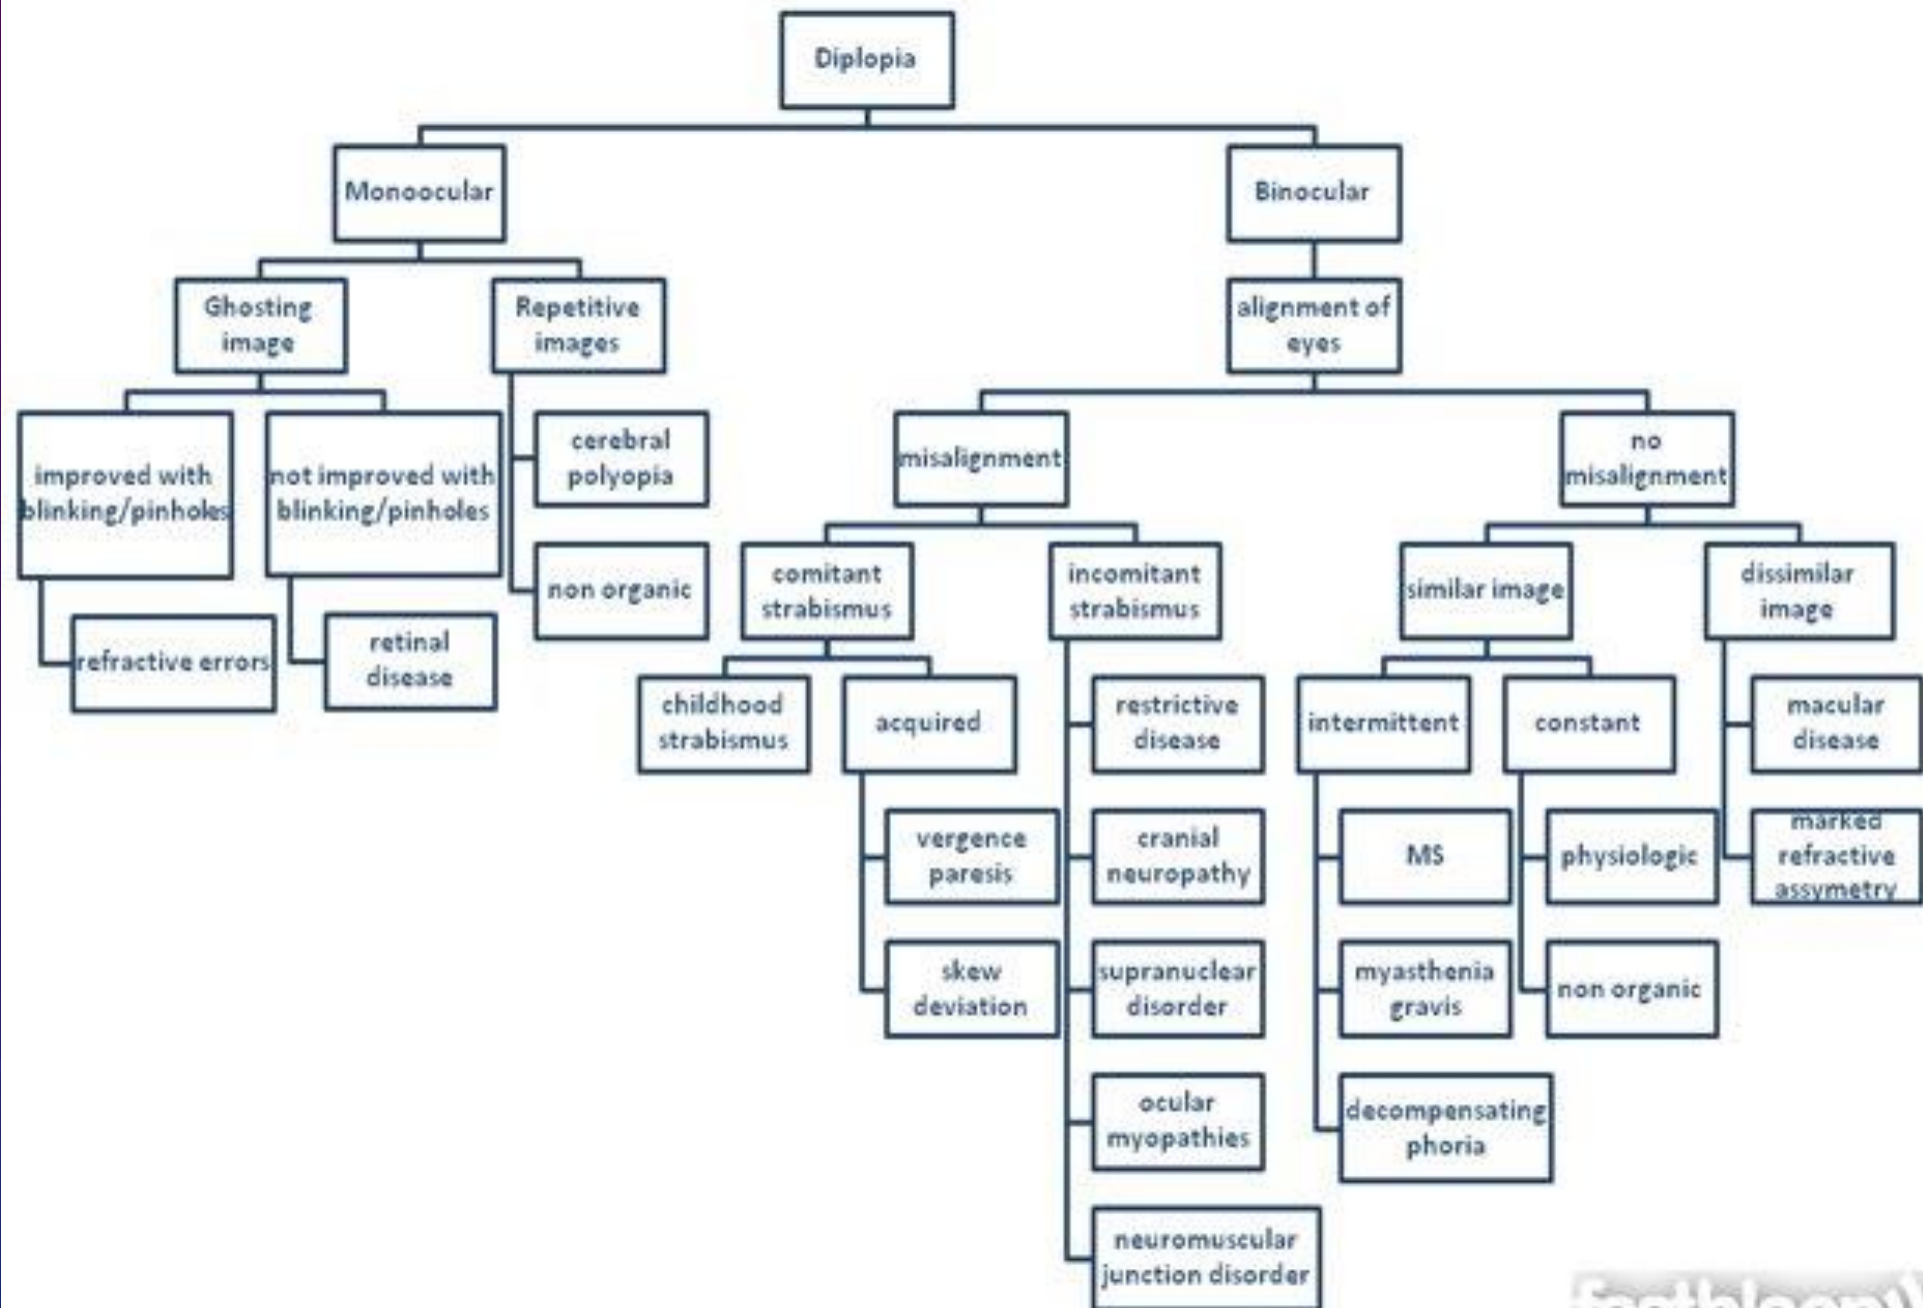 Diplopia
Monoocular
Binocular
Ghosting
image
Repetitive
images
alignment of
eyes
improved with
blinking/pinholes
not improved with
blinking/pinholes
cerebral
polyopia
misalignment
no
misalignment
non organic
comitant
strabismus
incomitant
strabismus
similar image
dissimilar
image
refractive errors
retinal
disease
childhood
strabismus
acquired
restrictive
disease
intermittent
constant
macular
disease
vergence
paresis
cranial
neuropathy
MS
physiologic
marked
refractive
assymetry
skew
deviation
supranuclear
disorder
myasthenia
gravis
non organic
ocular
myopathies
decompensating
phoria
neuromuscular
junction disorder